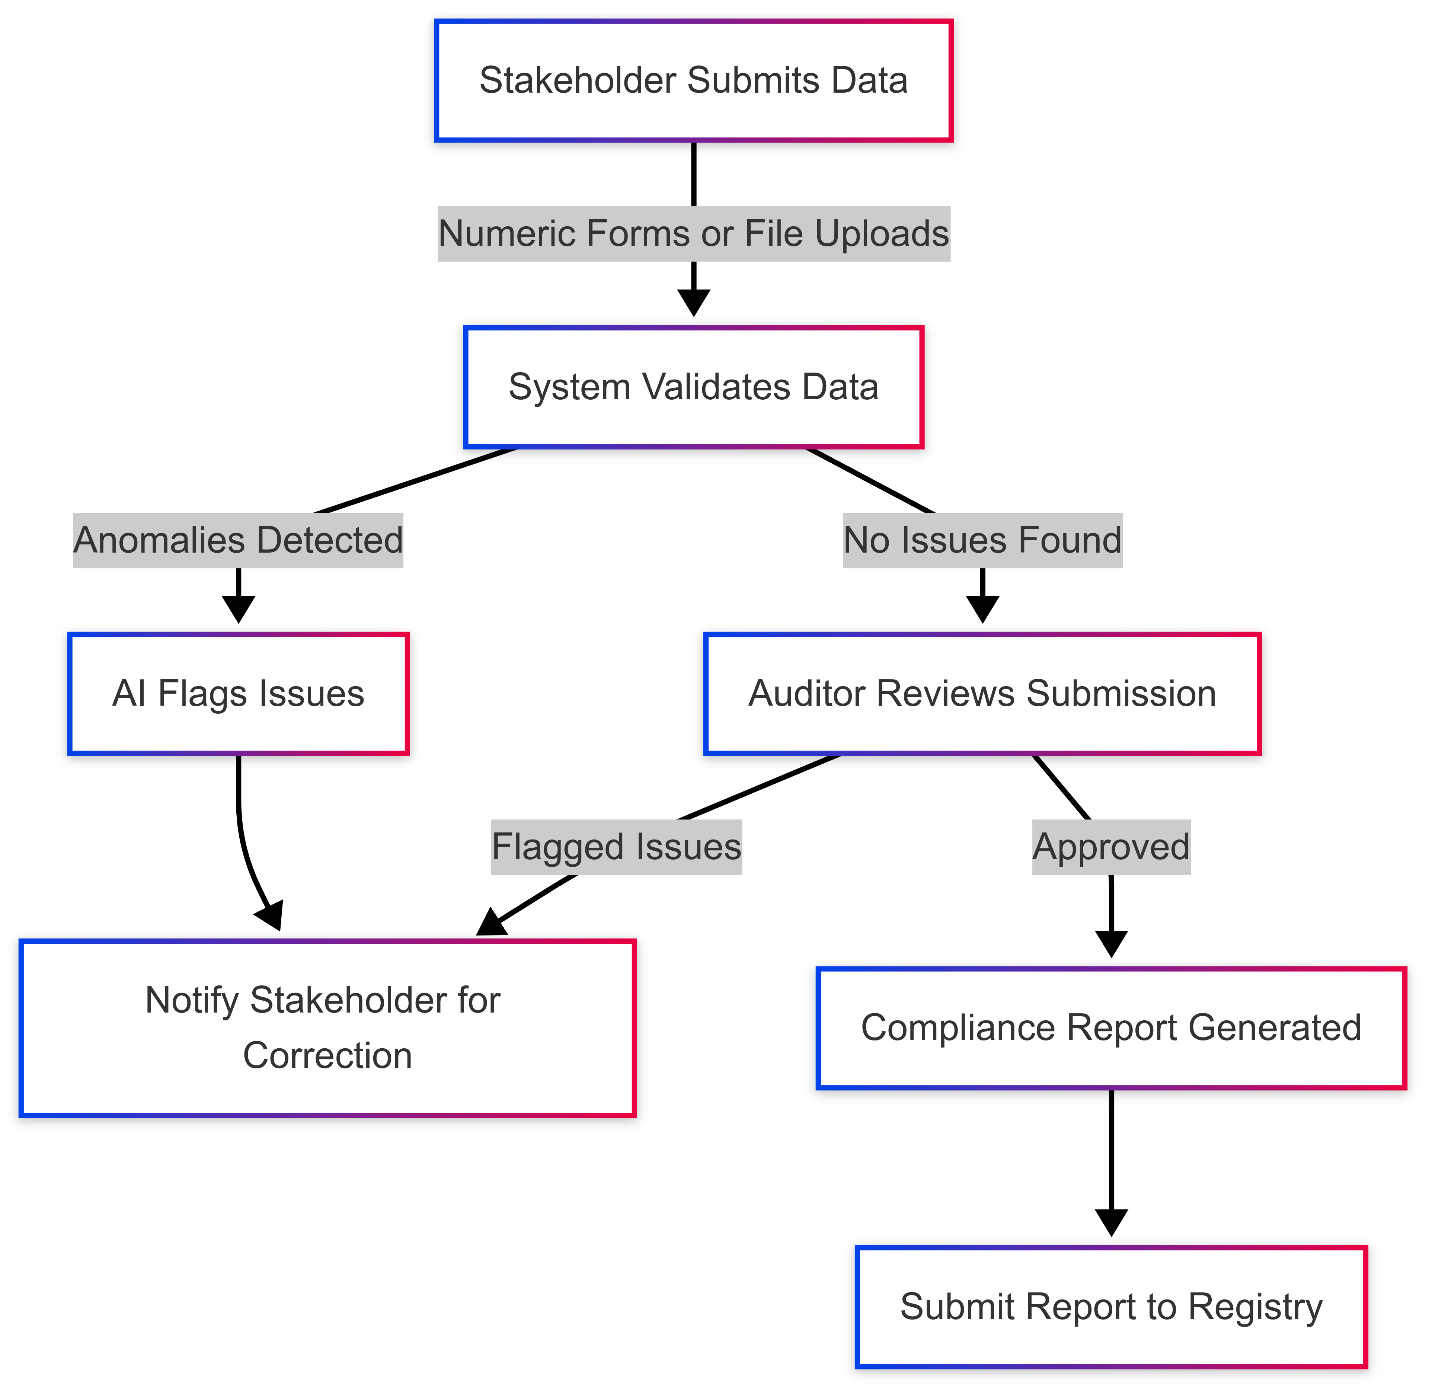 Stakeholder Submits Data
Numeric Forms or File Uploads
System Validates Data
Anomalies Detected
No Issues Found
AI Flags Issues
Auditor Reviews Submission
Flagged Issues
Approved
Notify Stakeholder for
Correction
Compliance Report Generated
Submit Report to Registry